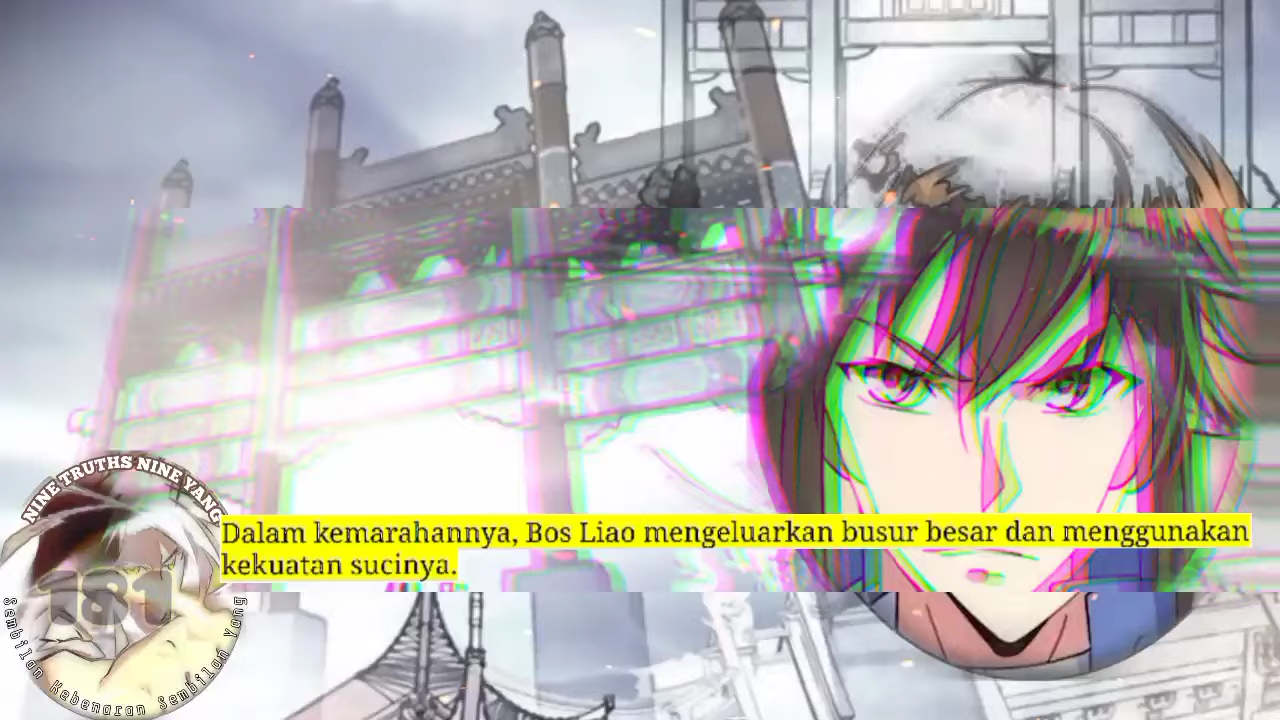 NINE TRUTHS NINE YANG
Dalam kemarahannya, Bos Liao mengeluarkan busur besar dan menggunakan
kekuatan sucinya.
181
Sembilan Kebenaran Sembilan Yang